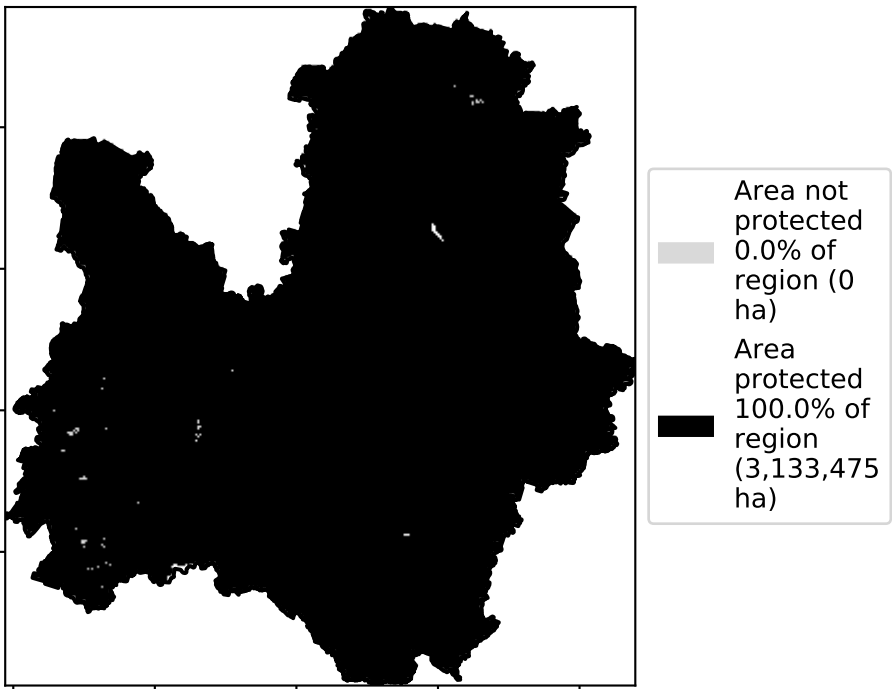 Area not
protected
0.0% of
region (0
ha)
Area
protected
100.0% of
region
(3,133,475
ha)